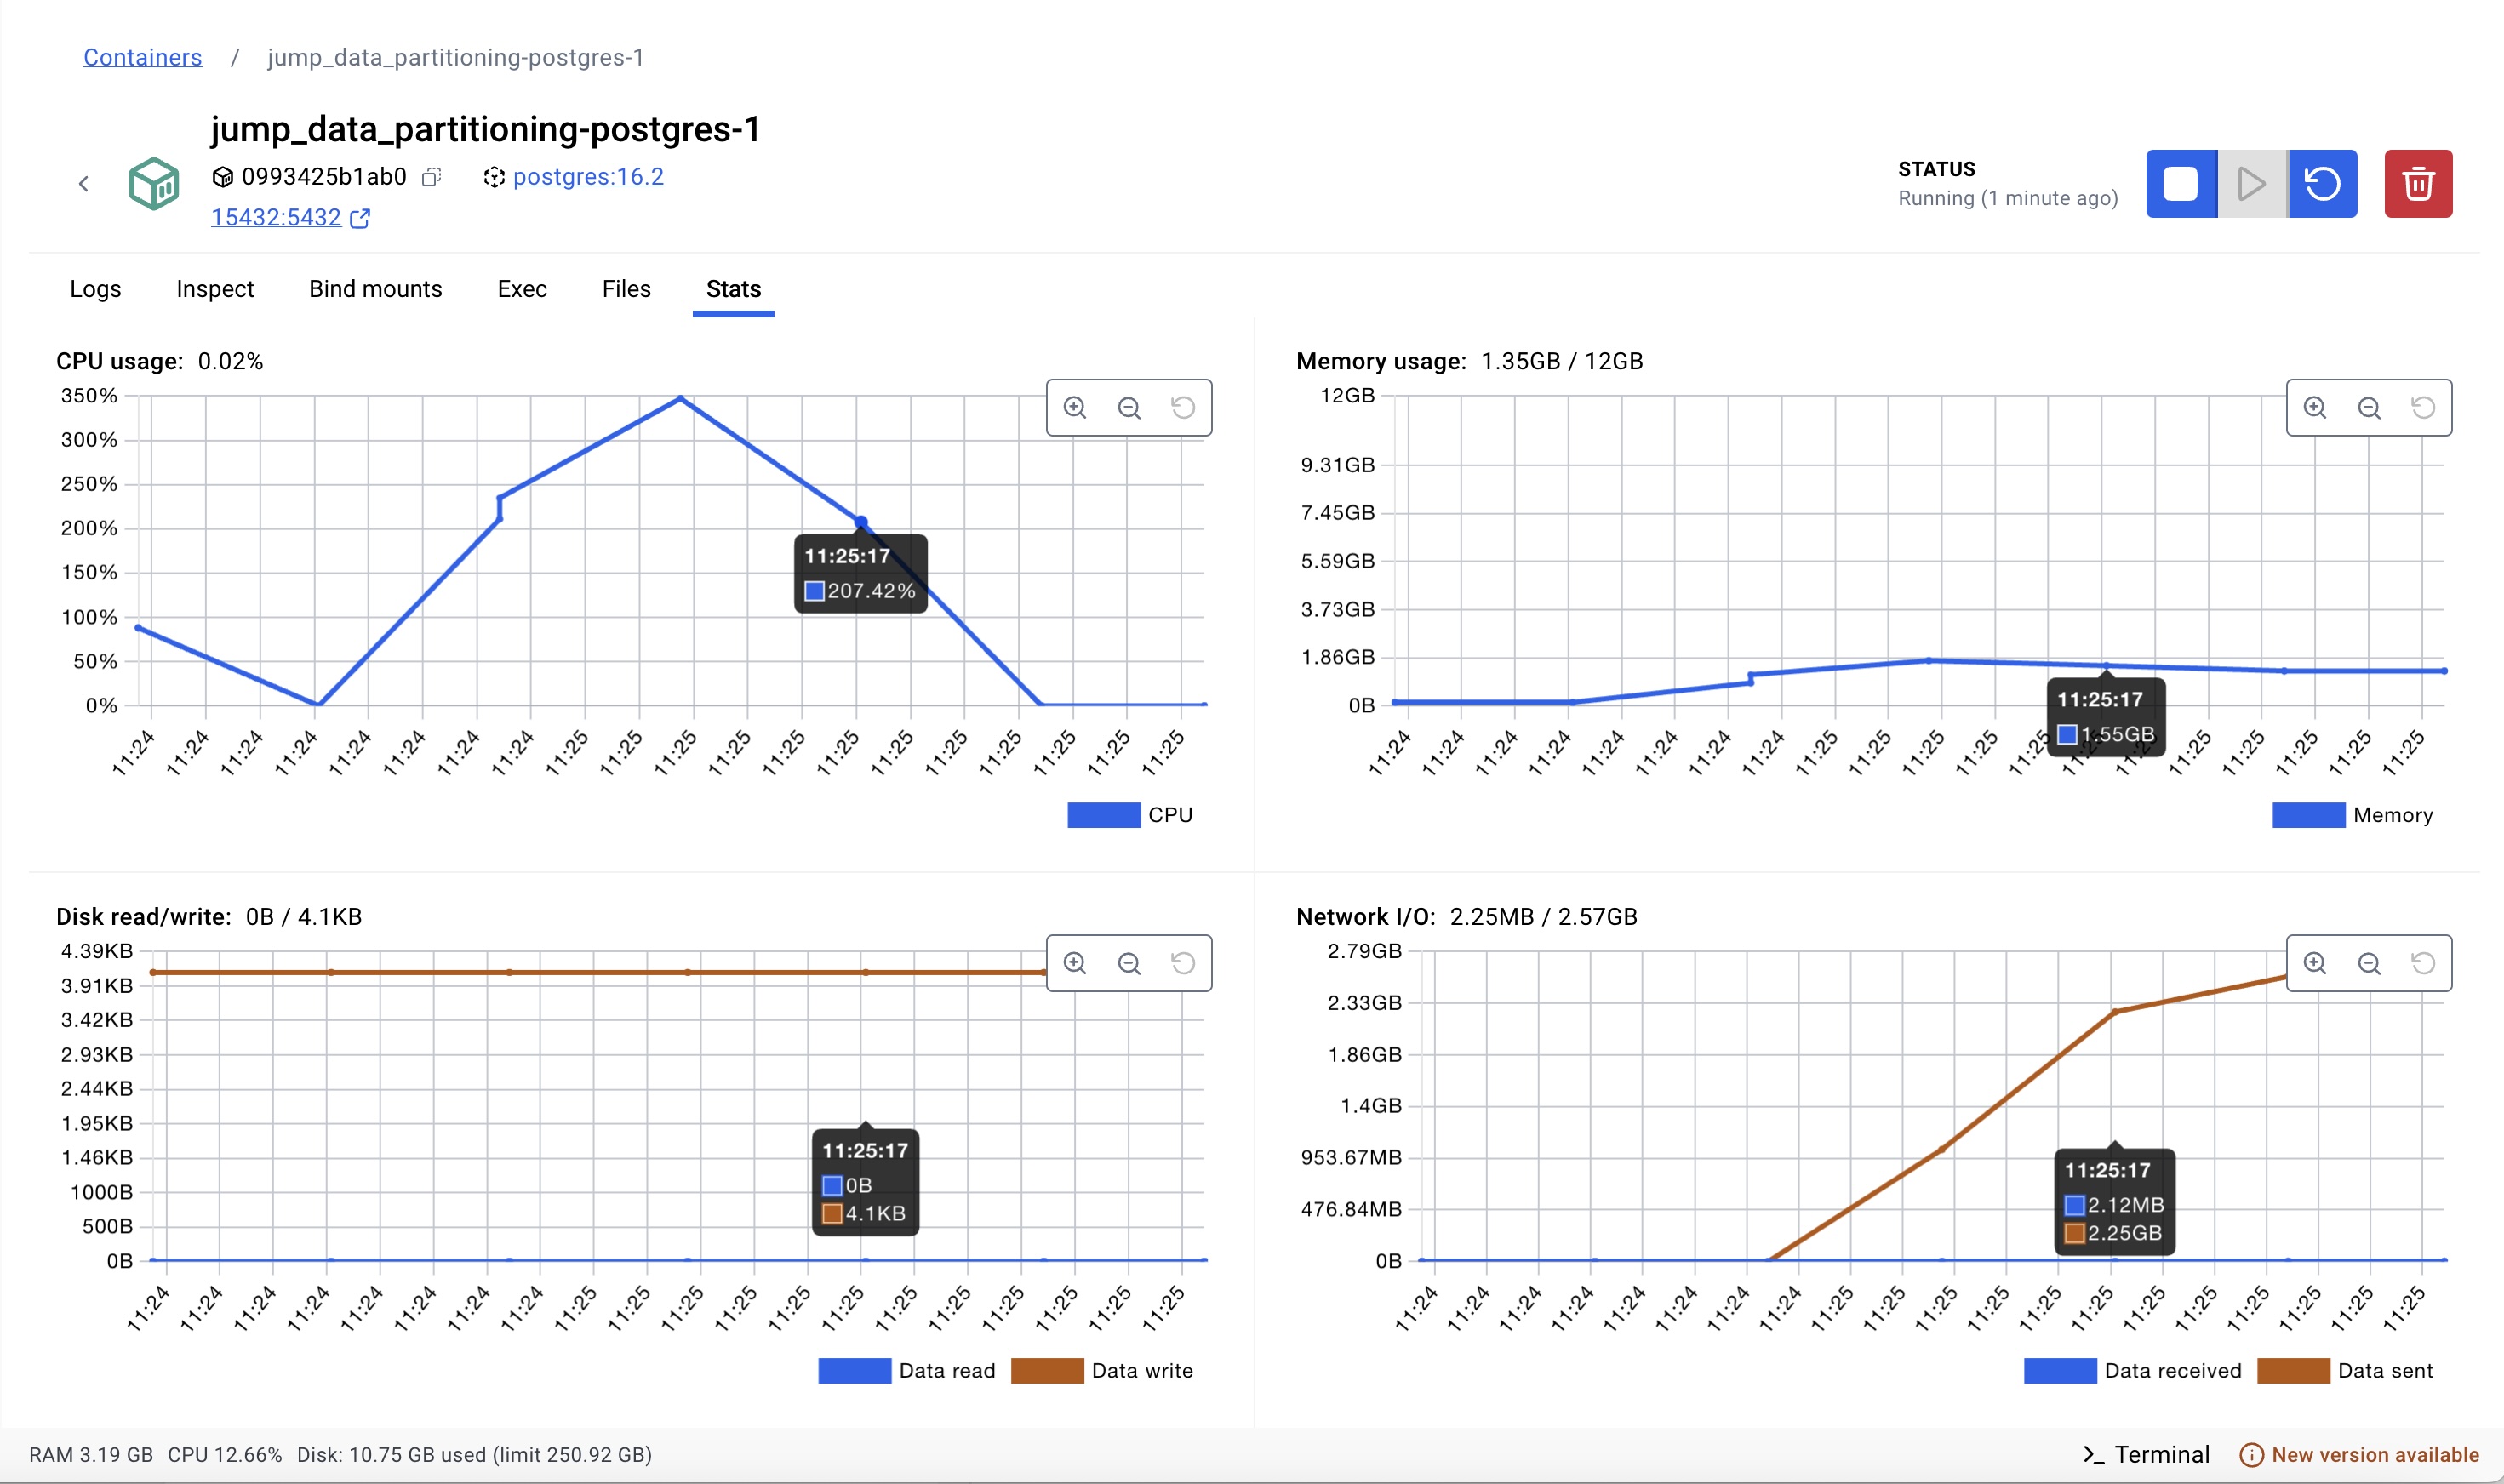 Containers / jump_data_partitioning-postgres-1
jump_data_partitioning-postgres-1
0993425b1ab0 postgres:16.2
15432:5432
STATUS
Running (1 minute ago)
Logs Inspect Bind mounts Exec Files Stats
CPU usage: 0.02%
350%
300%
250%
200%
150%
100%
50%
0%
11:25:17
207.42%
11:24 11:24 11:24 11:24 11:24 11:24 11:24 11:24 11:25 11:25 11:25 11:25 11:25 11:25 11:25 11:25 11:25 11:25 11:25 11:25
CPU
Memory usage: 1.35GB / 12GB
12GB
9.31GB
7.45GB
5.59GB
3.73GB
1.86GB
0B
11:25:17
1.55GB
11:24 11:24 11:24 11:24 11:24 11:24 11:24 11:24 11:25 11:25 11:25 11:25 11:25 11:25 11:25 11:25 11:25 11:25
Memory
Disk read/write: 0B / 4.1KB
4.39KB
3.91KB
3.42KB
2.93KB
2.44KB
1.95KB
1.46KB
1000B
500B
0B
11:25:17
0B
4.1KB
11:24 11:24 11:24 11:24 11:24 11:24 11:24 11:24 11:25 11:25 11:25 11:25 11:25 11:25 11:25 11:25 11:25 11:25 11:25 11:25
Data read Data write
Network I/O: 2.25MB / 2.57GB
2.79GB
2.33GB
1.86GB
1.4GB
953.67MB
476.84MB
0B
11:25:17
2.12MB
2.25GB
11:24 11:24 11:24 11:24 11:24 11:24 11:24 11:24 11:25 11:25 11:25 11:25 11:25 11:25 11:25 11:25 11:25 11:25 11:25 11:25
Data received Data sent
RAM 3.19 GB CPU 12.66% Disk: 10.75 GB used (limit 250.92 GB)
Terminal
New version available